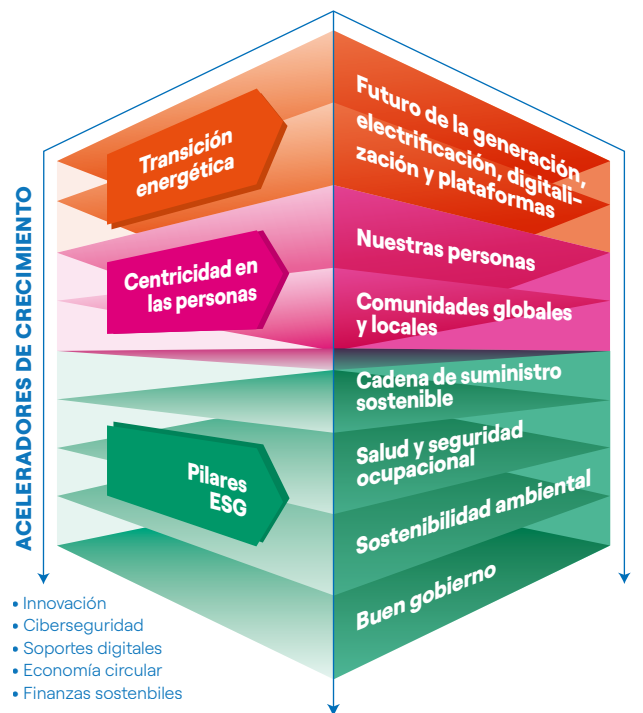 ACELERADORES DE CRECIMIENTO
Transición
energética
Futuro de la generación,
electrificación, digitali-
zación y plataformas
Centricidad en
las personas
Nuestras personas
Comunidades globales
y locales
Pilares
ESG
Cadena de suministro
sostenible
Salud y seguridad
ocupacional
Sostenibilidad ambiental
Buen gobierno
• Innovación
• Ciberseguridad
• Soportes digitales
• Economía circular
• Finanzas sostenbiles